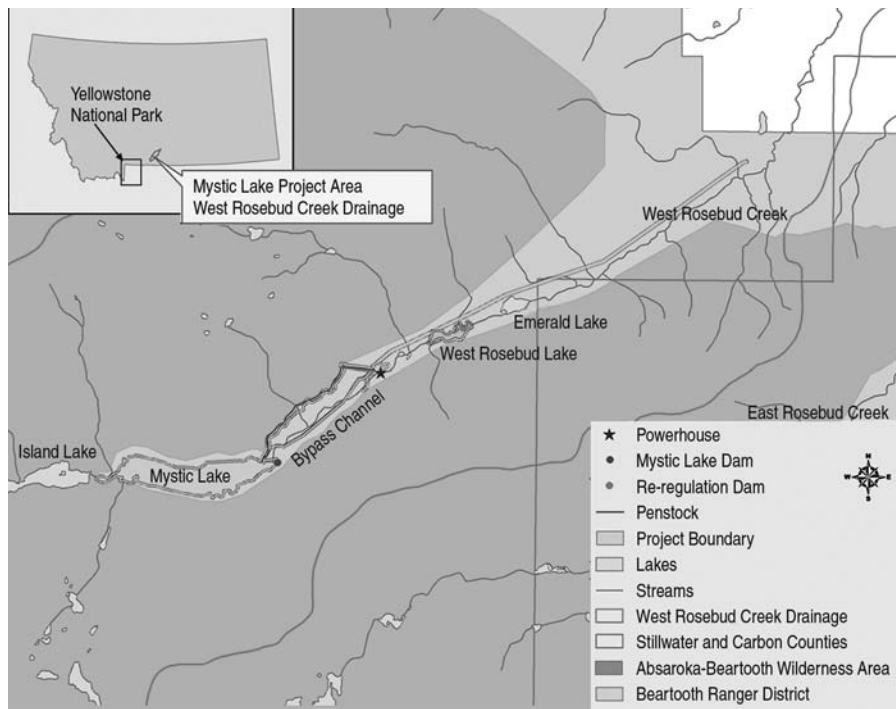 Yellowstone
National Park
Mystic Lake Project Area
West Rosebud Creek Drainage
West Rosebud Creek
Emerald Lake
West Rosebud Lake
East Rosebud Creek
Bypass Channel
Island Lake
Mystic Lake
Powerhouse
Mystic Lake Dam
Re-regulation Dam
Penstock
Project Boundary
Lakes
Streams
West Rosebud Creek Drainage
Stillwater and Carbon Counties
Absaroka-Beartooth Wilderness Area
Beartooth Ranger District
N
W E
S